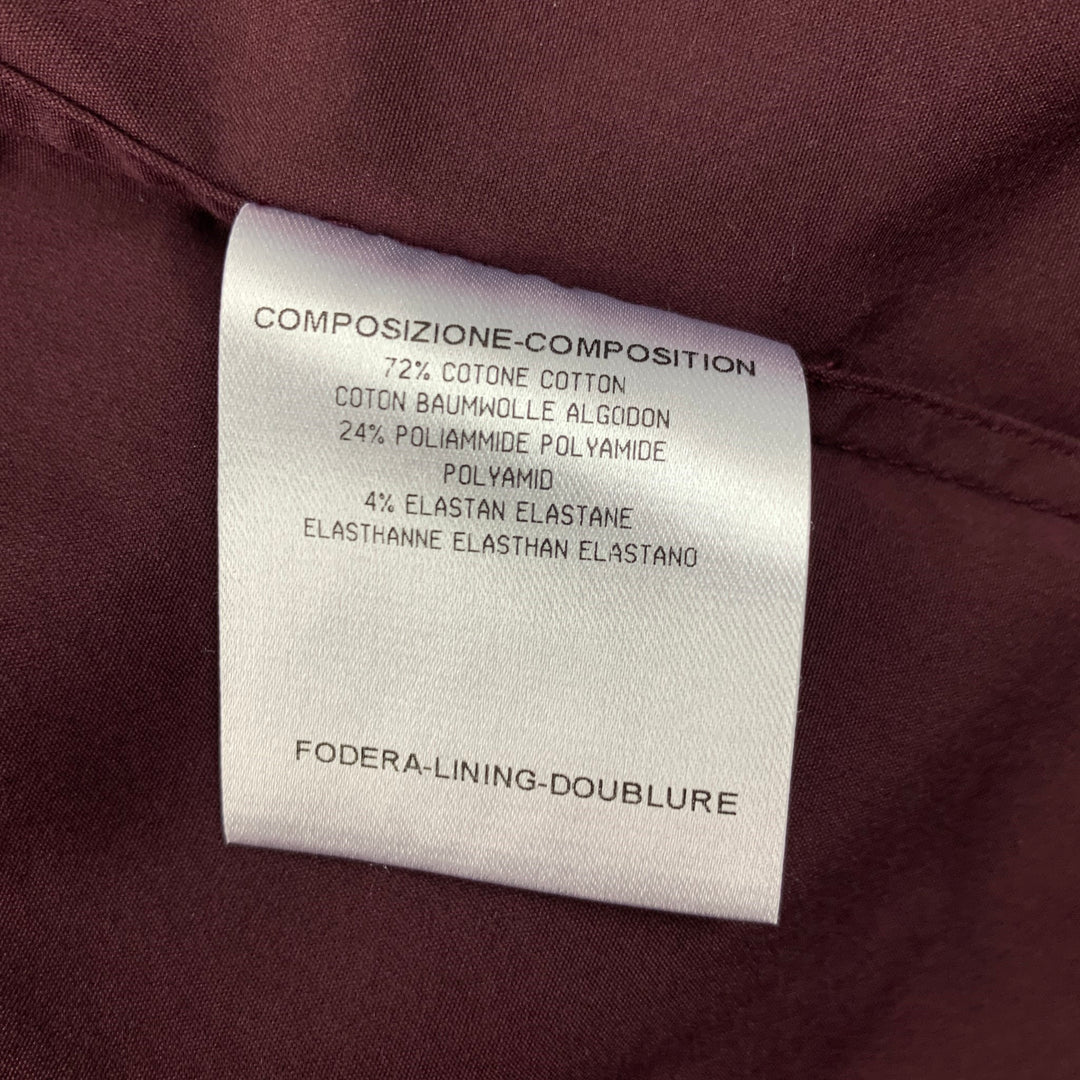 COMPOSIZIONE-COMPOSITION
72% COTONE COTTON
COTON BAUMWOLLE ALGODON
24% POLIAMMIDE POLYAMIDE
POLYAMID
4% ELASTAN ELASTANE
ELASTHANNE ELASTHAN ELASTANO
FODERA-LINING-DOUBLURE